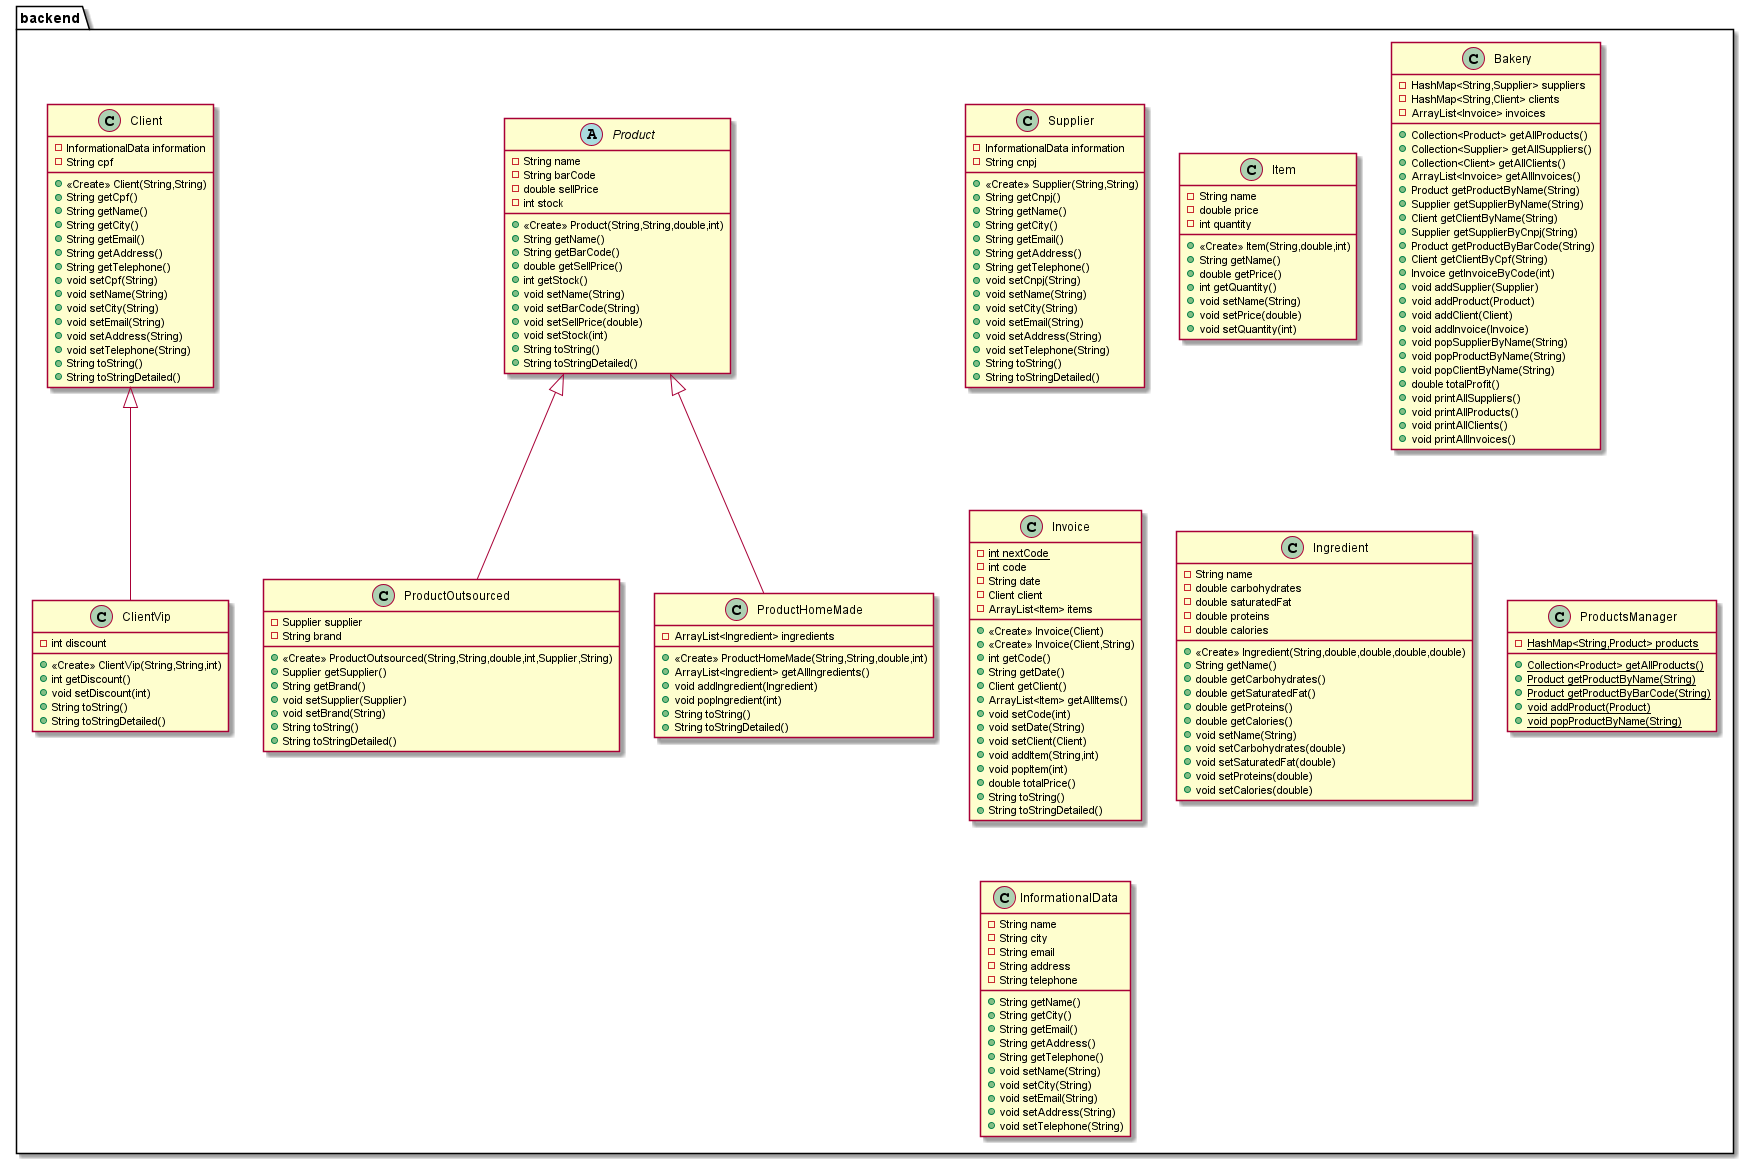 backend
C Client
InformationalData information
String cpf
«Create» Client(String,String)
String getCpf()
String getName()
String getCity()
String getEmail()
String getAddress()
String getTelephone()
void setCpf(String)
void setName(String)
void setCity(String)
void setEmail(String)
void setAddress(String)
void setTelephone(String)
String toString()
String toStringDetailed()
A Product
String name
String barCode
double sellPrice
int stock
«Create» Product(String,String,double,int)
String getName()
String getBarCode()
double getSellPrice()
int getStock()
void setName(String)
void setBarCode(String)
void setSellPrice(double)
void setStock(int)
String toString()
String toStringDetailed()
C Supplier
InformationalData information
String cnpj
«Create» Supplier(String,String)
String getCnpj()
String getName()
String getCity()
String getEmail()
String getAddress()
String getTelephone()
void setCnpj(String)
void setName(String)
void setCity(String)
void setEmail(String)
void setAddress(String)
void setTelephone(String)
String toString()
String toStringDetailed()
C Item
String name
double price
int quantity
«Create» Item(String,double,int)
String getName()
double getPrice()
int getQuantity()
void setName(String)
void setPrice(double)
void setQuantity(int)
C Bakery
HashMap<String,Supplier> suppliers
HashMap<String,Client> clients
ArrayList<Invoice> invoices
Collection<Product> getAllProducts()
Collection<Supplier> getAllSuppliers()
Collection<Client> getAllClients()
ArrayList<Invoice> getAllInvoices()
Product getProductByName(String)
Supplier getSupplierByName(String)
Client getClientByName(String)
Supplier getSupplierByCnpj(String)
Product getProductByBarCode(String)
Client getClientByCpf(String)
Invoice getInvoiceByCode(int)
void addSupplier(Supplier)
void addProduct(Product)
void addClient(Client)
void addInvoice(Invoice)
void popSupplierByName(String)
void popProductByName(String)
void popClientByName(String)
double totalProfit()
void printAllSuppliers()
void printAllProducts()
void printAllClients()
void printAllInvoices()
C ClientVip
int discount
«Create» ClientVip(String,String,int)
int getDiscount()
void setDiscount(int)
String toString()
String toStringDetailed()
C ProductOutsourced
Supplier supplier
String brand
«Create» ProductOutsourced(String,String,double,int,Supplier,String)
Supplier getSupplier()
String getBrand()
void setSupplier(Supplier)
void setBrand(String)
String toString()
String toStringDetailed()
C ProductHomeMade
ArrayList<Ingredient> ingredients
«Create» ProductHomeMade(String,String,double,int)
ArrayList<Ingredient> getAllIngredients()
void addIngredient(Ingredient)
void popIngredient(int)
String toString()
String toStringDetailed()
C Invoice
int nextCode
int code
String date
Client client
ArrayList<Item> items
«Create» Invoice(Client)
«Create» Invoice(Client,String)
int getCode()
String getDate()
Client getClient()
ArrayList<Item> getAllItems()
void setCode(int)
void setDate(String)
void setClient(Client)
void addItem(String,int)
void popItem(int)
double totalPrice()
String toString()
String toStringDetailed()
C Ingredient
String name
double carbohydrates
double saturatedFat
double proteins
double calories
«Create» Ingredient(String,double,double,double,double)
String getName()
double getCarbohydrates()
double getSaturatedFat()
double getProteins()
double getCalories()
void setName(String)
void setCarbohydrates(double)
void setSaturatedFat(double)
void setProteins(double)
void setCalories(double)
C ProductsManager
HashMap<String,Product> products
Collection<Product> getAllProducts()
Product getProductByName(String)
Product getProductByBarCode(String)
void addProduct(Product)
void popProductByName(String)
C InformationalData
String name
String city
String email
String address
String telephone
String getName()
String getCity()
String getEmail()
String getAddress()
String getTelephone()
void setName(String)
void setCity(String)
void setEmail(String)
void setAddress(String)
void setTelephone(String)